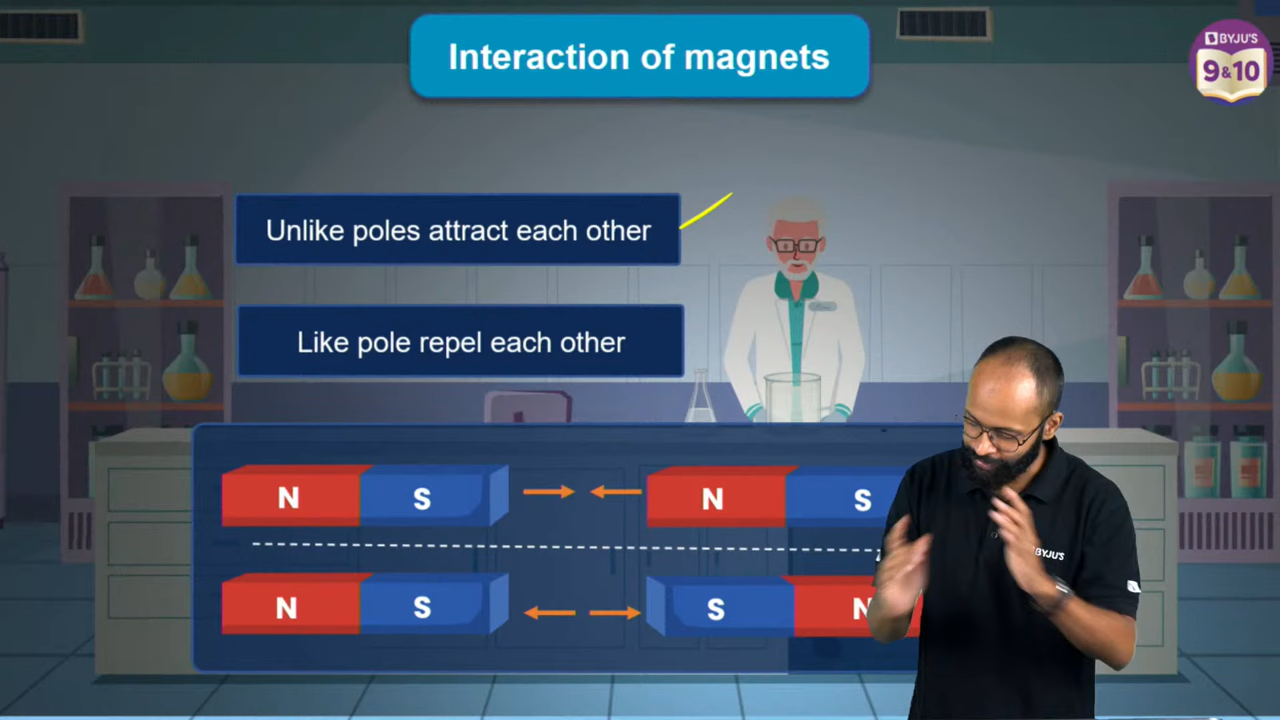 Interaction of magnets
BYJU'S
9&10
Unlike poles attract each other
Like pole repel each other
N S N S
N S S N
BYJU'S